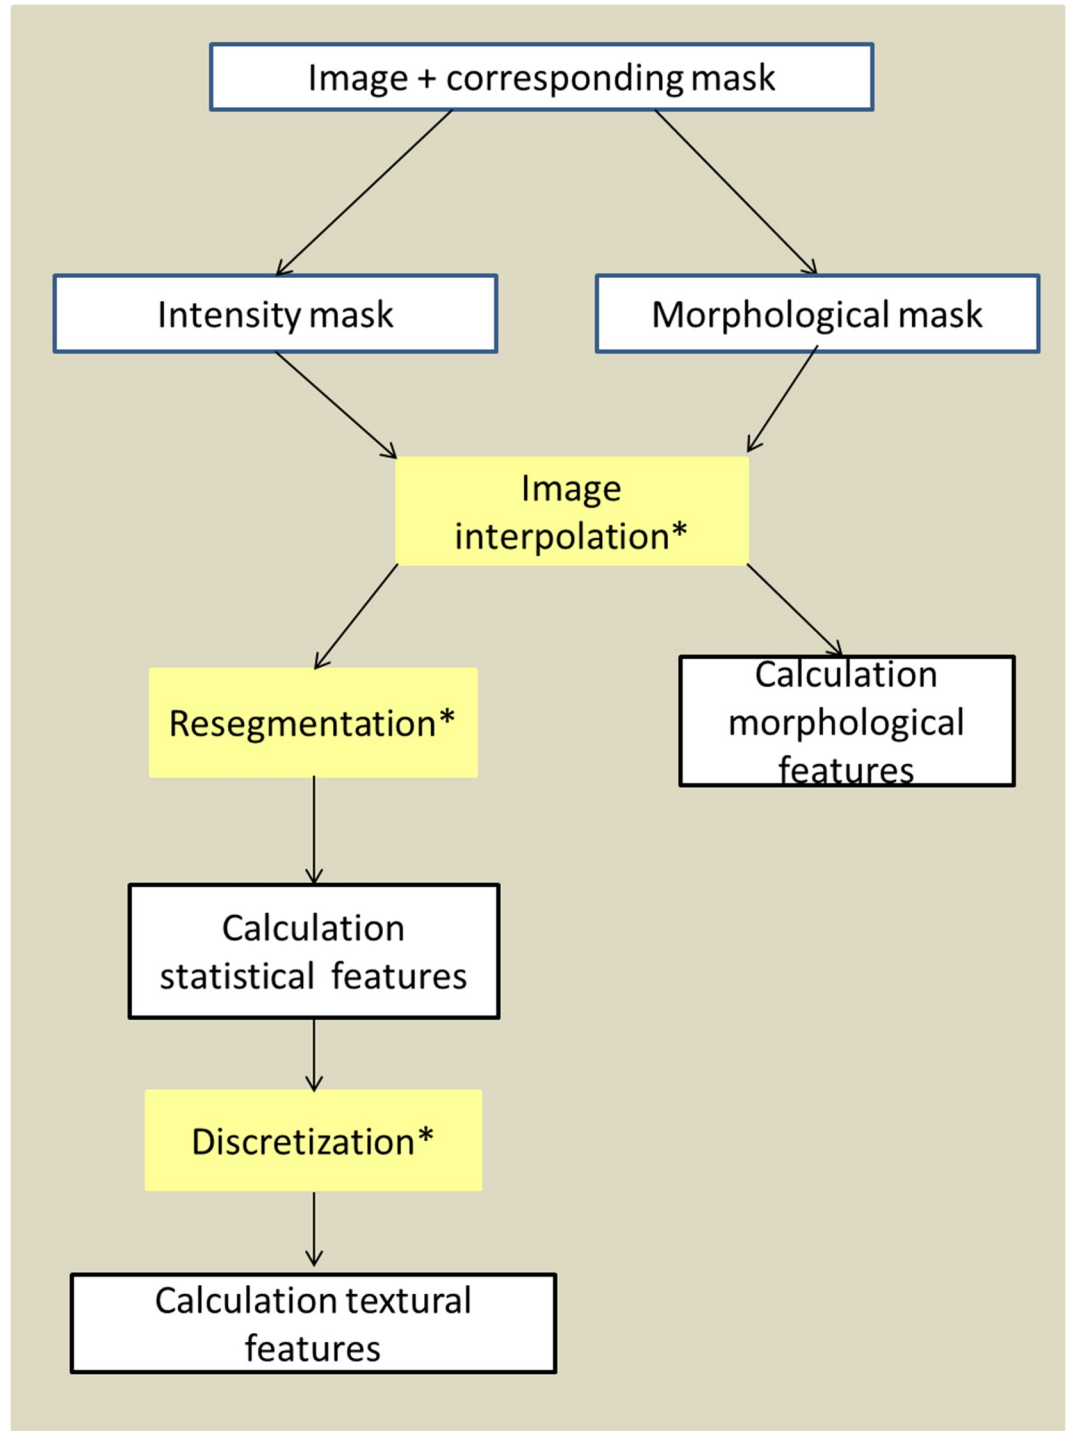 Image + corresponding mask
Intensity mask
Morphological mask
Image
interpolation*
Resegmentation*
Calculation
morphological
features
Calculation
statistical features
Discretization*
Calculation textural
features